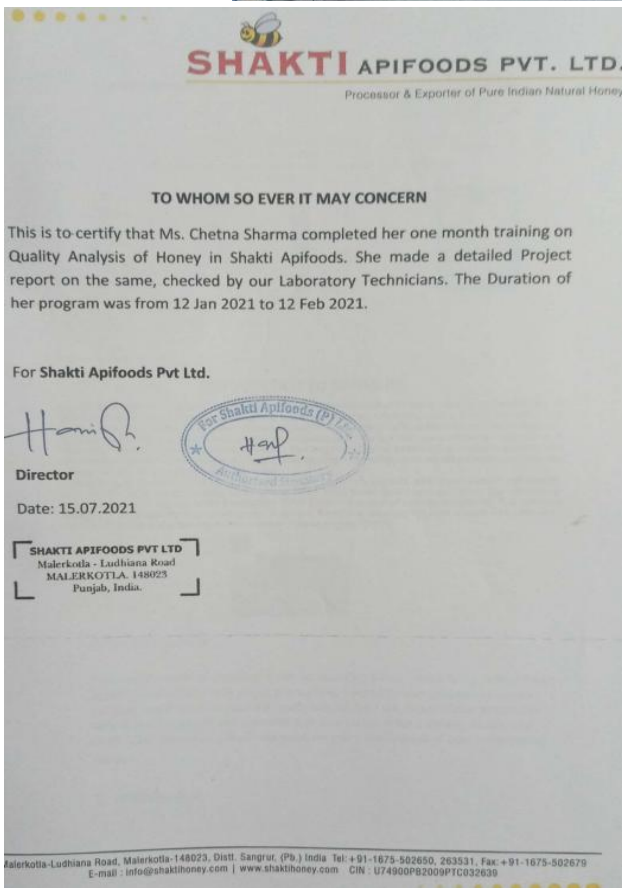 SHAKTI APIFOODS PVT. LTD.
Processor & Exporter of Pure Indian Natural Honey
TO WHOM SO EVER IT MAY CONCERN
This is to certify that Ms. Chetna Sharma completed her one month training on
Quality Analysis of Honey in Shakti Apifoods. She made a detailed Project
report on the same, checked by our Laboratory Technicians. The Duration of
her program was from 12 Jan 2021 to 12 Feb 2021.
For Shakti Apifoods Pvt Ltd.
For Shakti Apifoods (P) Ltd.
Authorised Signatory
Director
Date: 15.07.2021
SHAKTI APIFOODS PVT LTD
Malerkotla - Ludhiana Road
MALERKOTLA. 148023
Punjab, India.
Malerkotla-Ludhiana Road, Malerkotla-148023, Distt. Sangrur, (Pb.) India Tel: +91-1675-502650, 263531, Fax: +91-1675-502679
E-mail : info@shaktihoney.com | www.shaktihoney.com CIN : U74900PB2009PTC032639